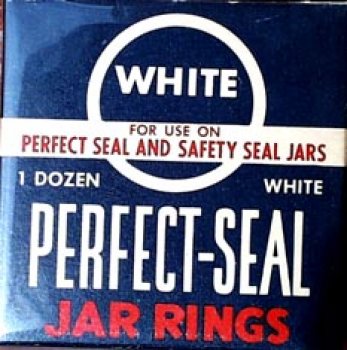 WHITE
FOR USE ON
PERFECT SEAL AND SAFETY SEAL JARS
1 DOZEN WHITE
PERFECT-SEAL
JAR RINGS